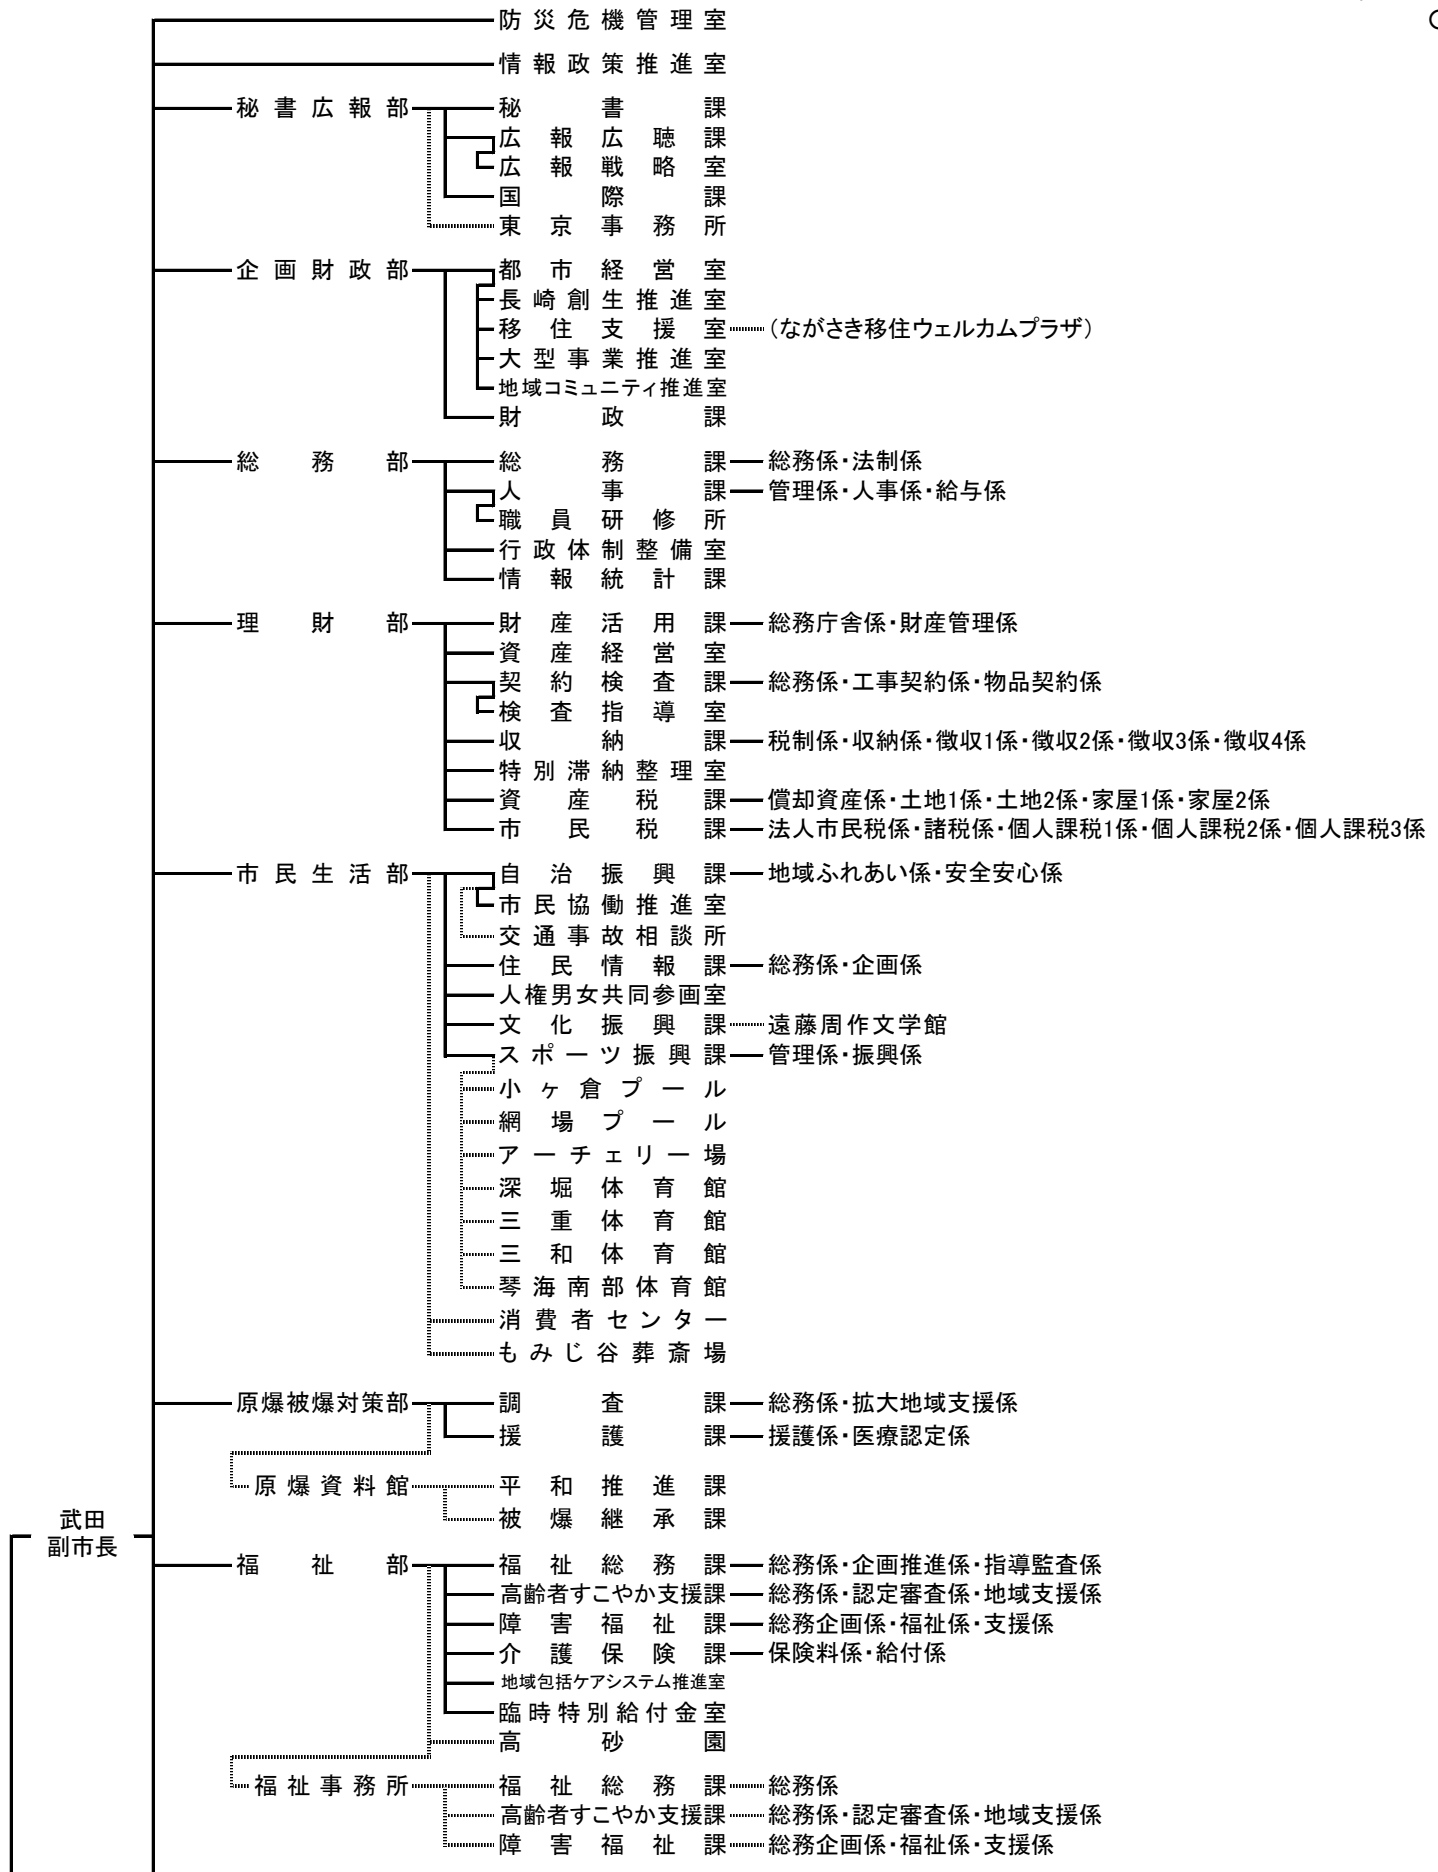 防災危機管理室
情報政策推進室
秘書広報部 秘書課
広報広聴課
広報戦略室
国際課
東京事務所
企画財政部 都市経営室
長崎創生推進室
移住支援室 (ながさき移住ウェルカムプラザ)
大型事業推進室
地域コミュニティ推進室
財政課
総務部 総務課 総務係・法制係
人事課 管理係・人事係・給与係
職員研修所
行政体制整備室
情報統計課
理財部 財産活用課 総務庁舎係・財産管理係
資産経営室
契約検査課 総務係・工事契約係・物品契約係
検査指導室
収納課 税制係・収納係・徴収1係・徴収2係・徴収3係・徴収4係
特別滞納整理室
資産税課 償却資産係・土地1係・土地2係・家屋1係・家屋2係
市民税課 法人市民税係・諸税係・個人課税1係・個人課税2係・個人課税3係
市民生活部 自治振興課 地域ふれあい係・安全安心係
市民協働推進室
交通事故相談所
住民情報課 総務係・企画係
人権男女共同参画室
文化振興課 遠藤周作文学館
スポーツ振興課 管理係・振興係
小ヶ倉プール
網場プール
アーチェリー場
深堀体育館
三重体育館
三和体育館
琴海南部体育館
消費者センター
もみじ谷葬斎場
原爆被爆対策部 調査課 総務係・拡大地域支援係
援護課 援護係・医療認定係
原爆資料館 平和推進課
被爆継承課
武田
副市長
福祉部 福祉総務課 総務係・企画推進係・指導監査係
高齢者すこやか支援課 総務係・認定審査係・地域支援係
障害福祉課 総務企画係・福祉係・支援係
介護保険課 保険料係・給付係
地域包括ケアシステム推進室
臨時特別給付金室
高砂園
福祉事務所 福祉総務課 総務係
高齢者すこやか支援課 総務係・認定審査係・地域支援係
障害福祉課 総務企画係・福祉係・支援係